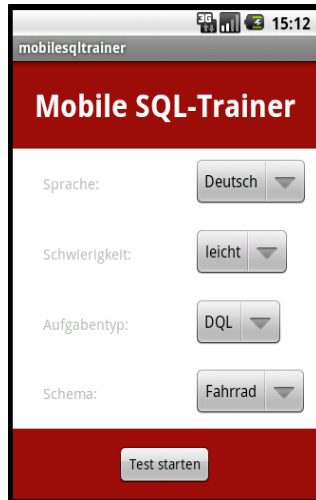 3G 15:12
mobilesqltrainer
Mobile SQL-Trainer
Sprache: Deutsch
Schwierigkeit: leicht
Aufgabentyp: DQL
Schema: Fahrrad
Test starten